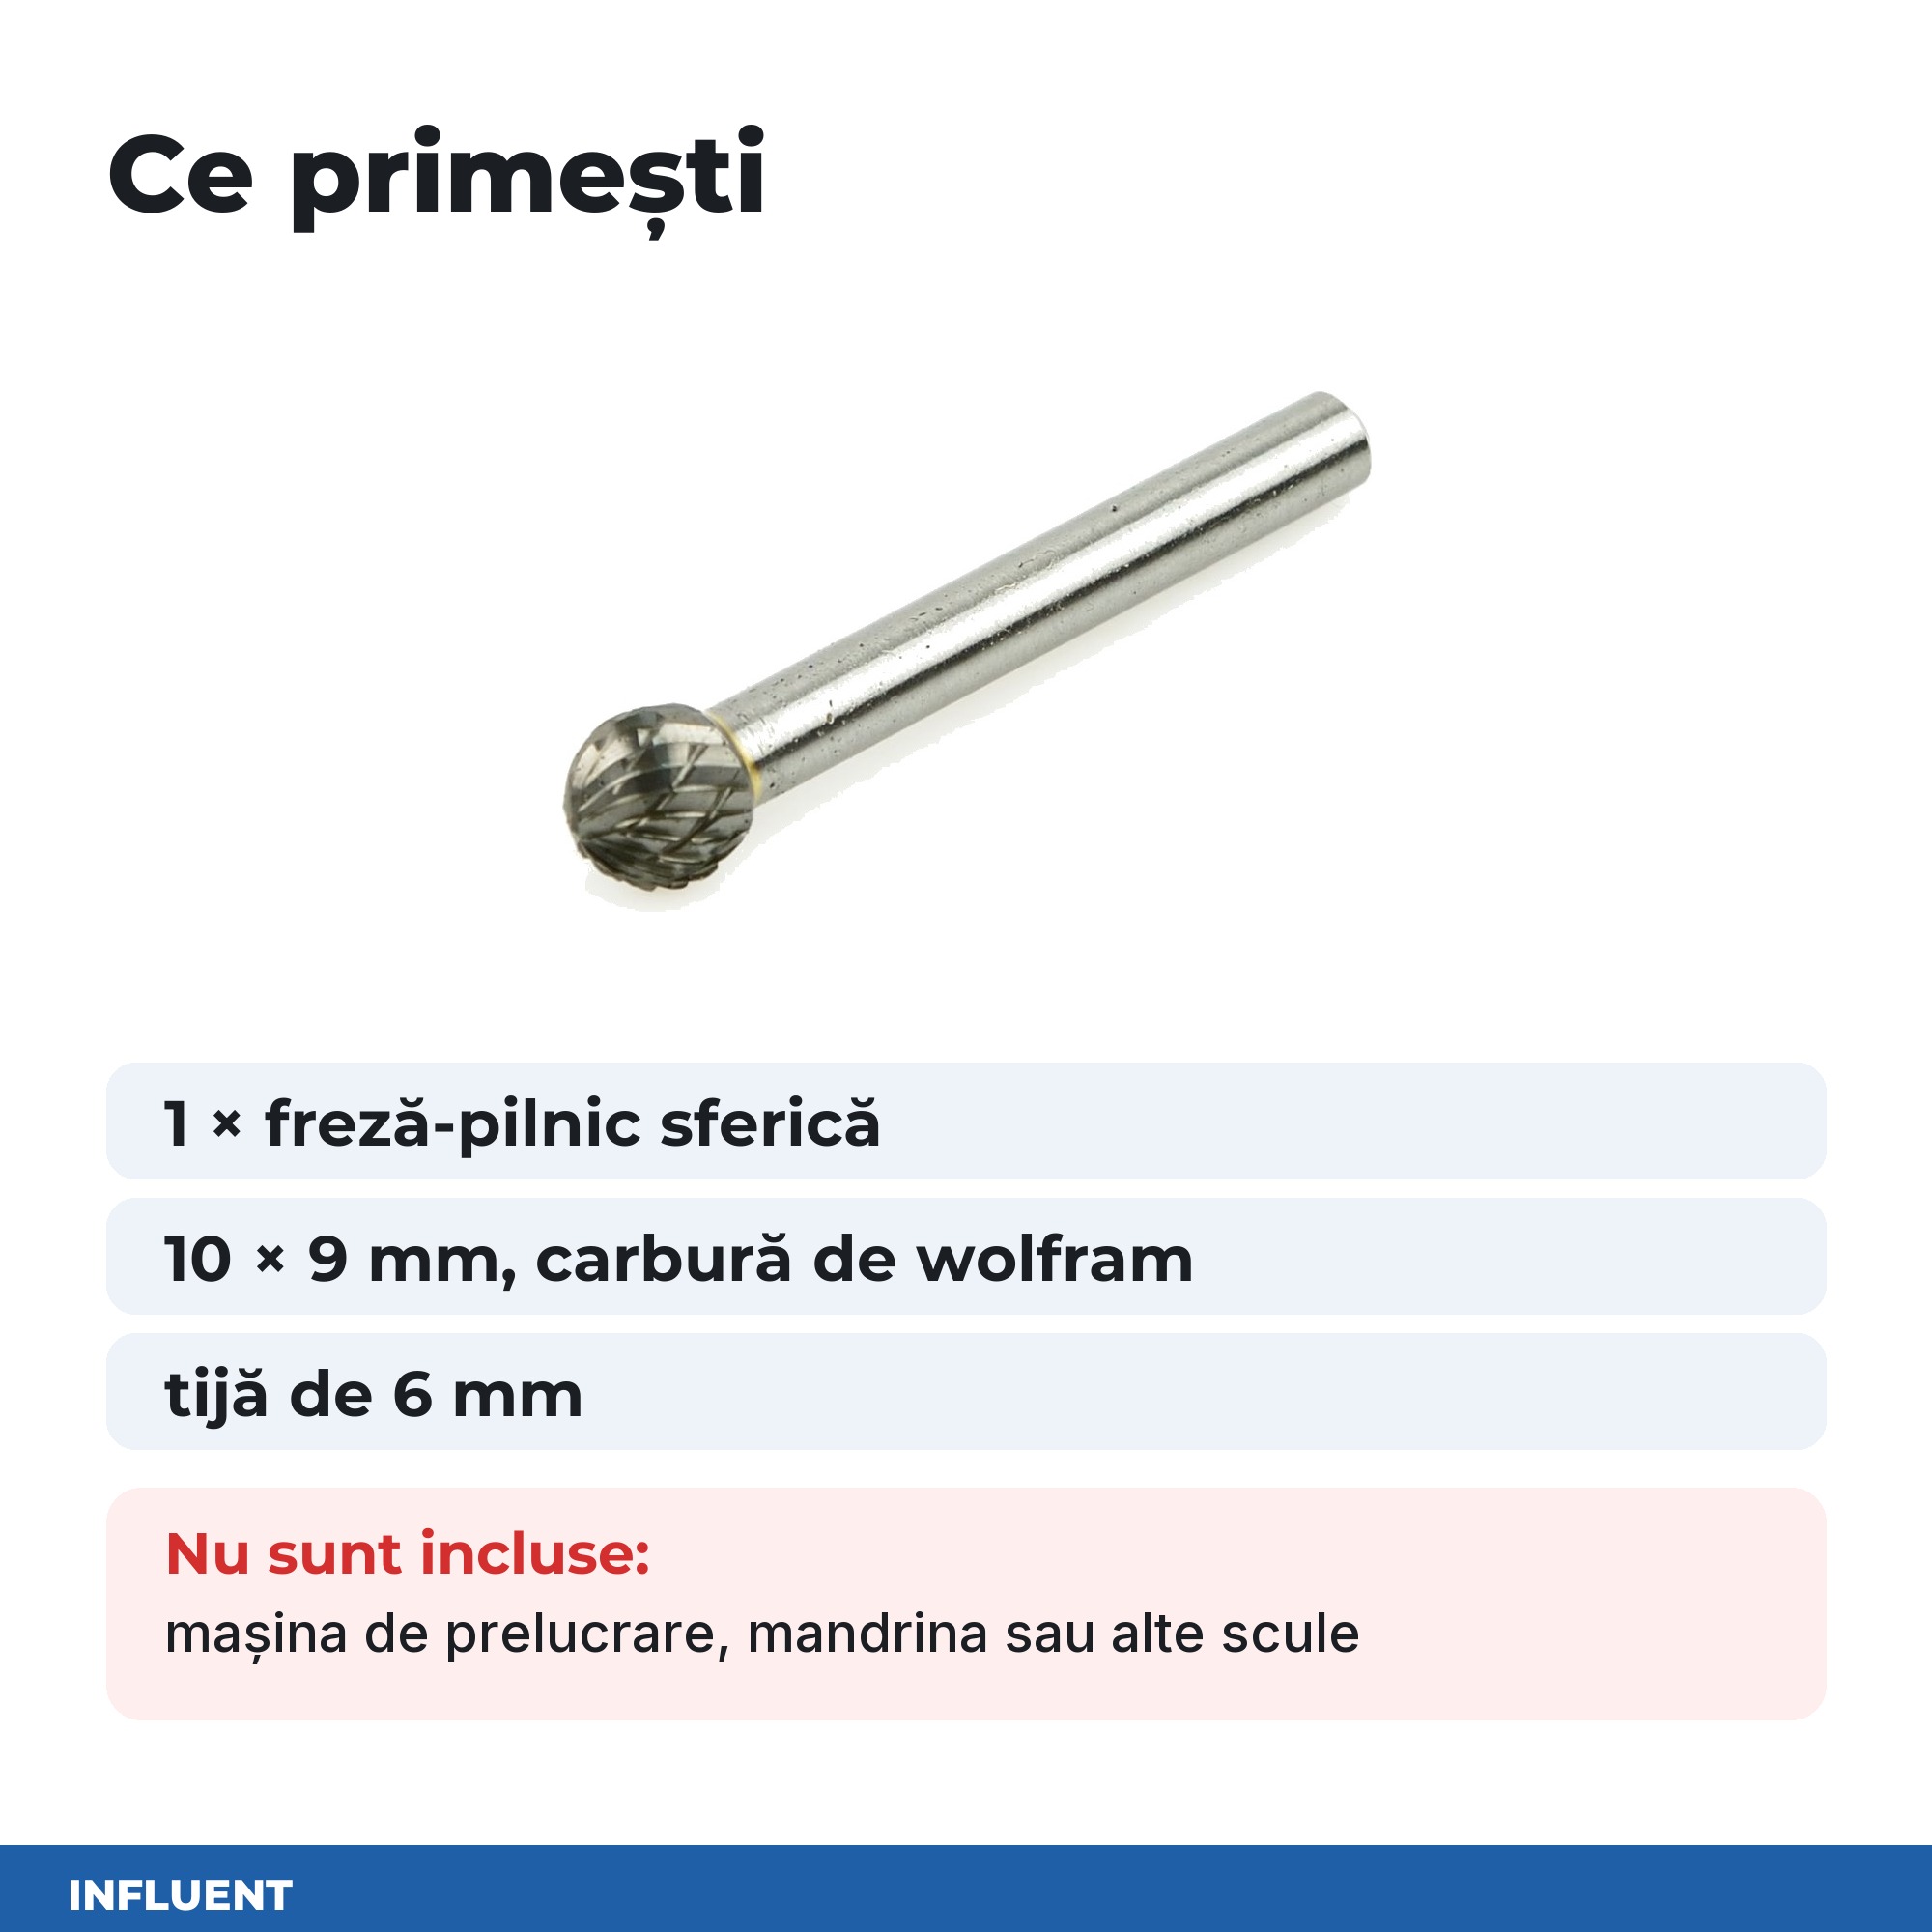 Ce primești
1 × freză-pilnic sferică
10 × 9 mm, carbură de wolfram
tijă de 6 mm
Nu sunt incluse:
mașina de prelucrare, mandrina sau alte scule
INFLUENT